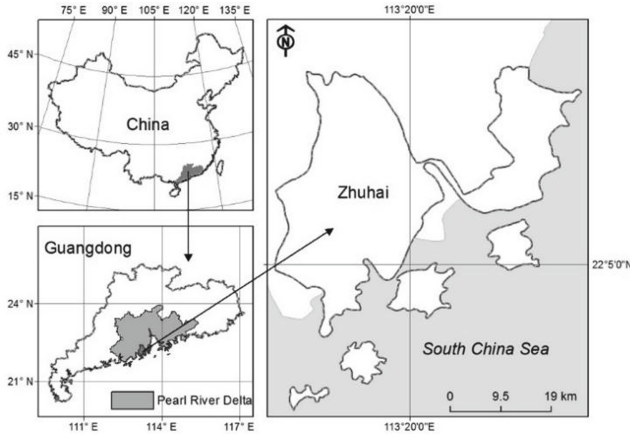 75° E 90° E 105° E 120° E 135° E
45° N
30° N
15° N
China
Guangdong
24° N
21° N
Pearl River Delta
111° E 114° E 117° E
113°20'0"E
N
Zhuhai
22°5'0"N
South China Sea
0 9.5 19 km
113°20'0"E